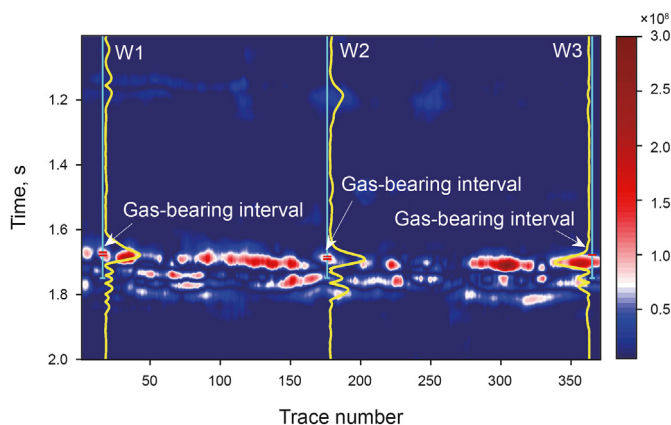 ×10⁸
W1
W2
W3
3.0
2.5
2.0
1.5
1.0
0.5
Time, s
1.2
1.4
1.6
1.8
2.0
Gas-bearing interval
Gas-bearing interval
Gas-bearing interval
50
100
150
200
250
300
350
Trace number